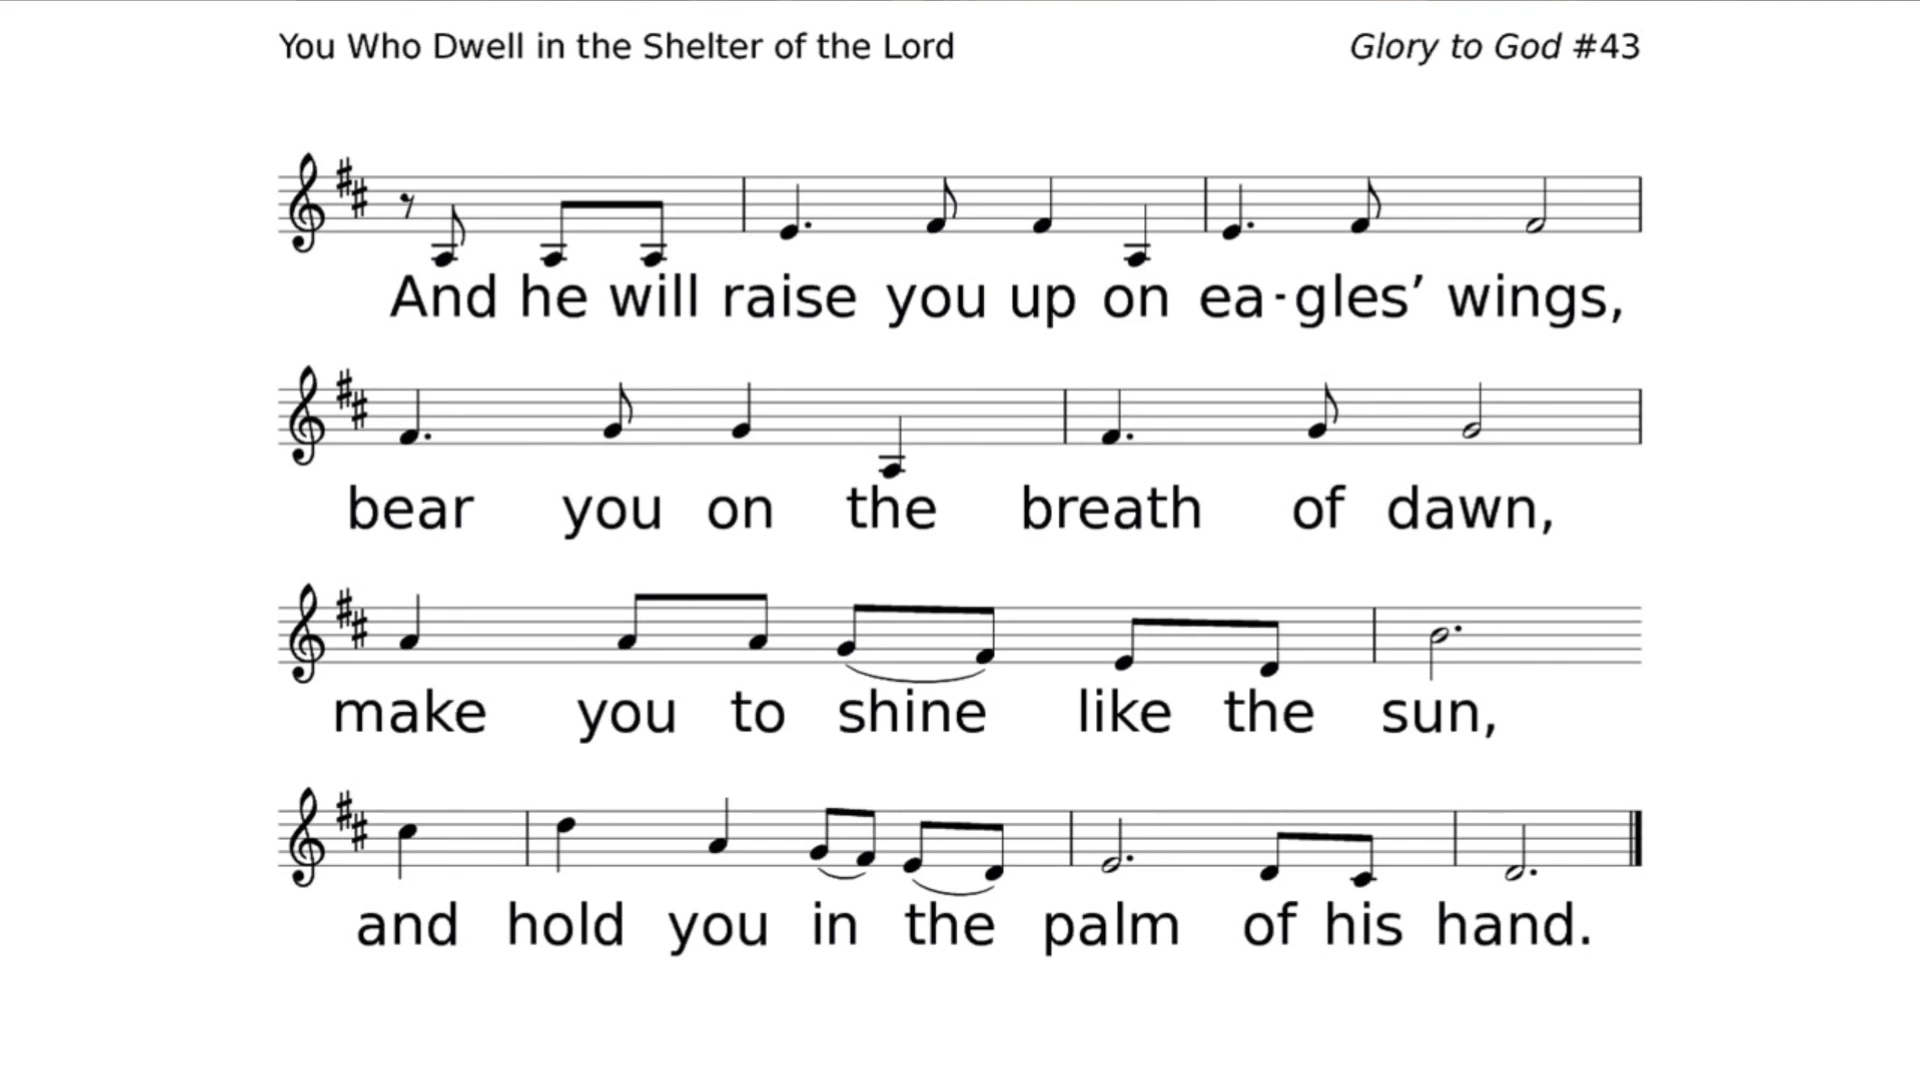 You Who Dwell in the Shelter of the Lord Glory to God #43
And he will raise you up on ea-gles’ wings,
bear you on the breath of dawn,
make you to shine like the sun,
and hold you in the palm of his hand.